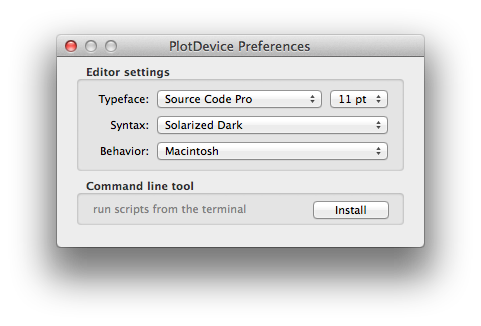 PlotDevice Preferences
Editor settings
Typeface: Source Code Pro 11 pt
Syntax: Solarized Dark
Behavior: Macintosh
Command line tool
run scripts from the terminal Install